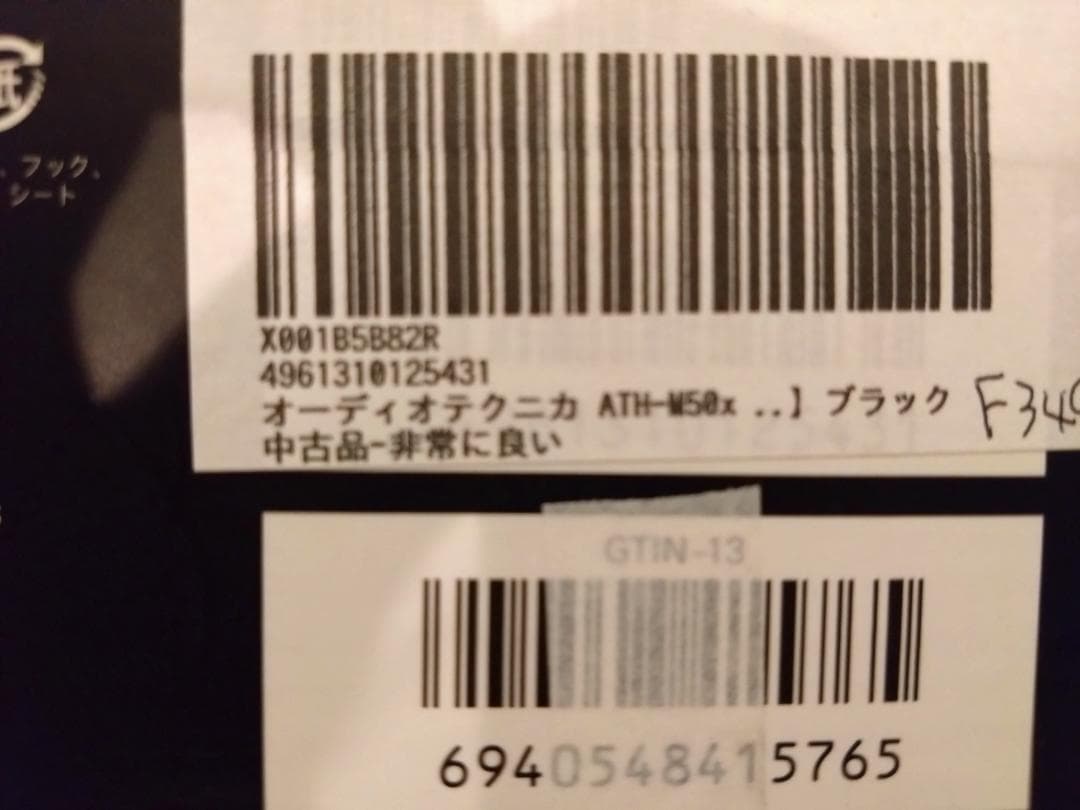 紙
、フック、
シート
X001B5B82R
4961310125431
オーディオテクニカ ATH-M50x ..】 ブラック
中古品-非常に良い
GTIN-13
6940548415765